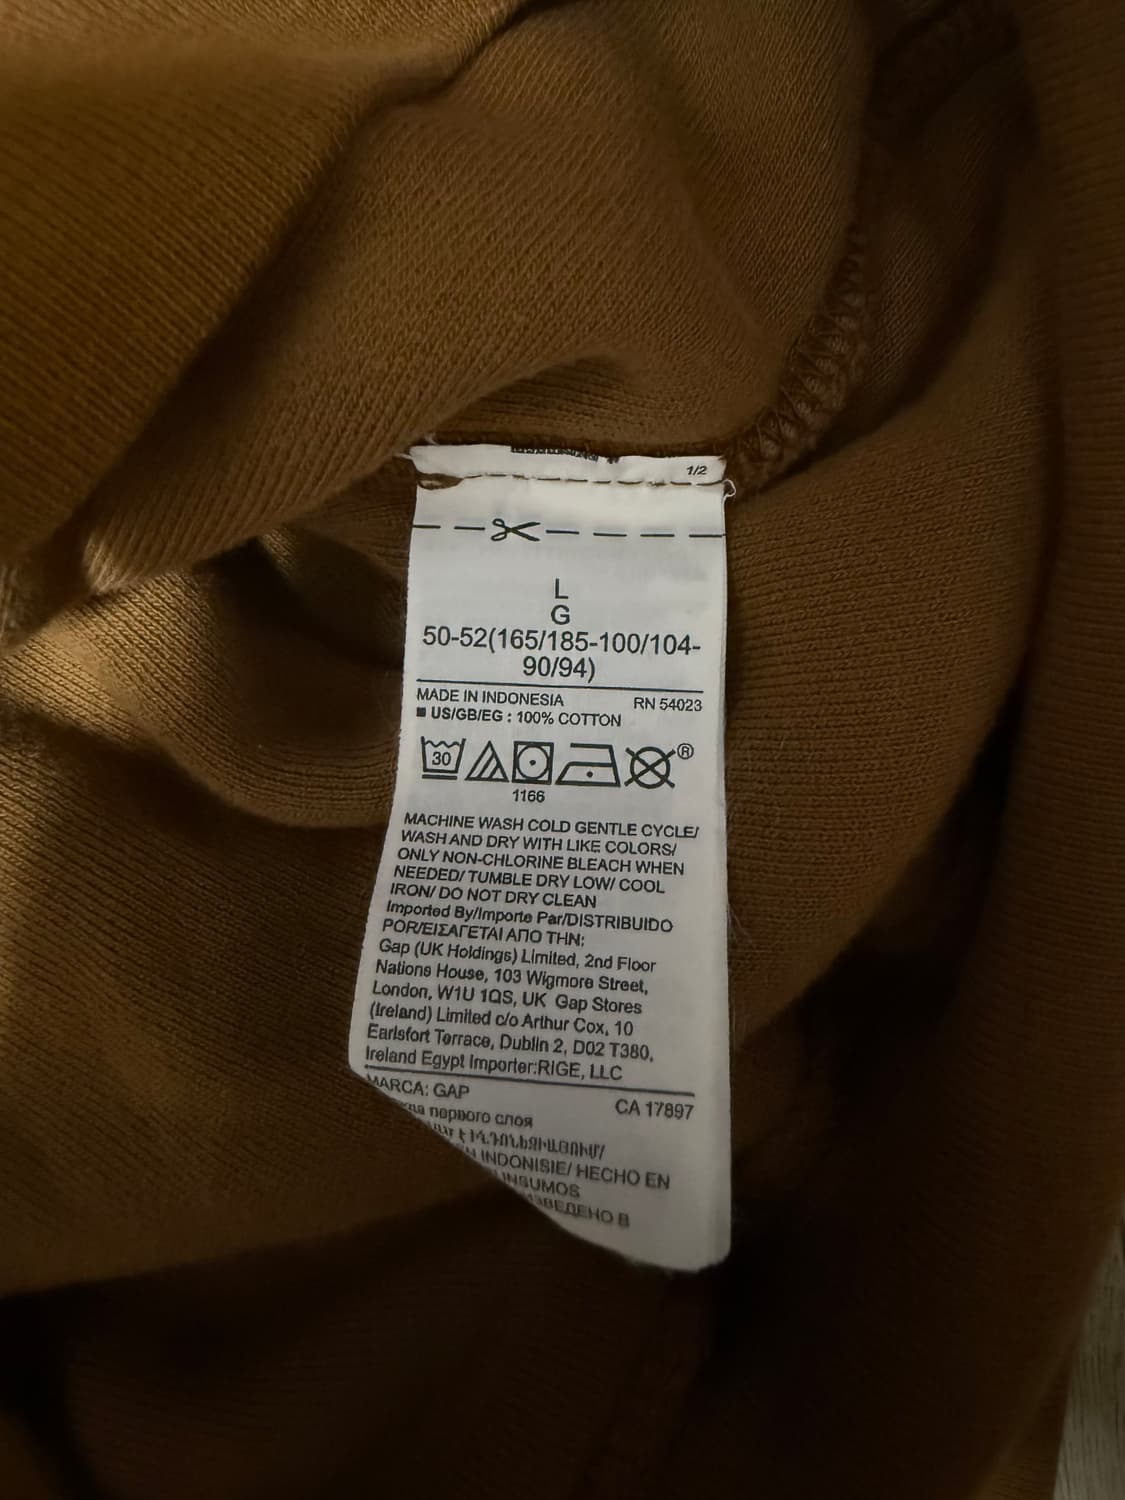 1/2
L
G
50-52(165/185-100/104-
90/94)
MADE IN INDONESIA RN 54023
■ US/GB/EG : 100% COTTON
30
®
1166
MACHINE WASH COLD GENTLE CYCLE/
WASH AND DRY WITH LIKE COLORS/
ONLY NON-CHLORINE BLEACH WHEN
NEEDED/ TUMBLE DRY LOW/ COOL
IRON/ DO NOT DRY CLEAN
Imported By/Importe Par/DISTRIBUIDO
POR/ΕΙΣΑΓΕΤΑΙ ΑΠΟ ΤΗΝ:
Gap (UK Holdings) Limited, 2nd Floor
Nations House, 103 Wigmore Street,
London, W1U 1QS, UK Gap Stores
(Ireland) Limited c/o Arthur Cox, 10
Earlsfort Terrace, Dublin 2, D02 T380,
Ireland Egypt Importer:RIGE, LLC
MARCA: GAP CA 17897
первого слоя
INDONISIE/ HECHO EN
INSUMOS
В